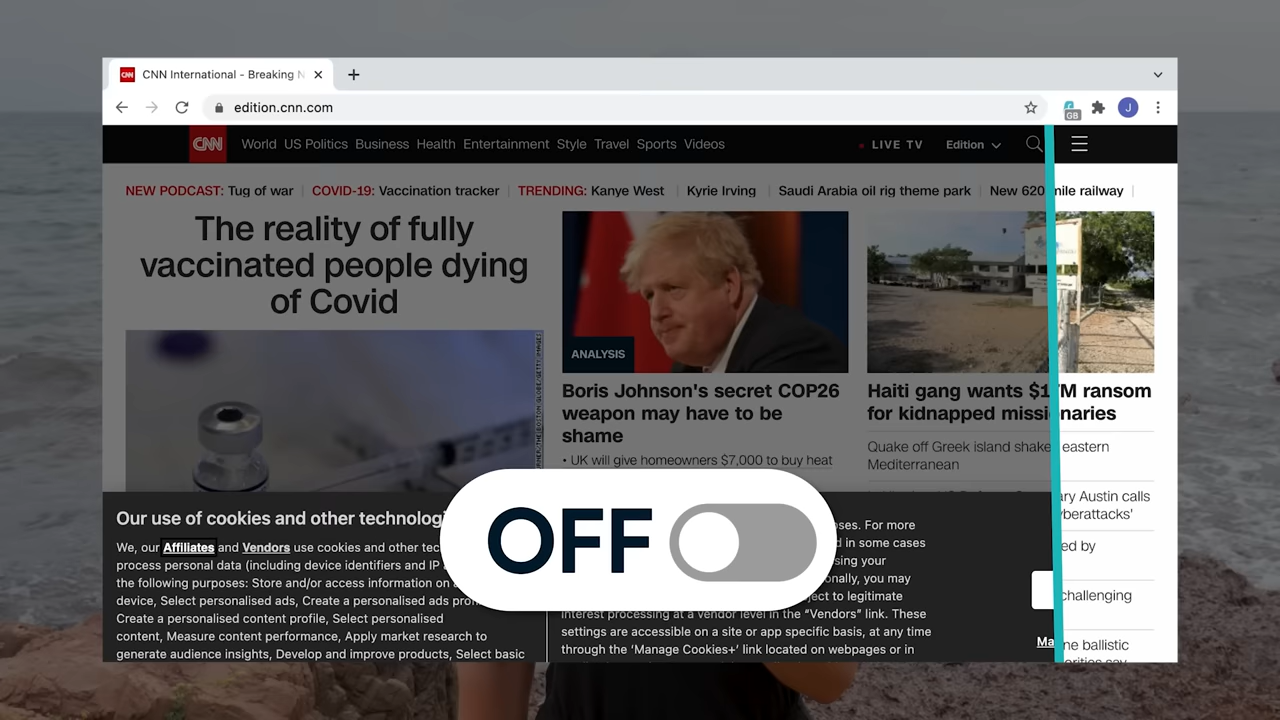 CNN International - Breaking N
edition.cnn.com
GB
J
CNN World US Politics Business Health Entertainment Style Travel Sports Videos LIVE TV Edition
NEW PODCAST: Tug of war COVID-19: Vaccination tracker TRENDING: Kanye West Kyrie Irving Saudi Arabia oil rig theme park New 620 mile railway
The reality of fully
vaccinated people dying
of Covid
ANALYSIS
Boris Johnson's secret COP26
weapon may have to be
shame
• UK will give homeowners $7,000 to buy heat
Haiti gang wants $17M ransom
for kidnapped missionaries
Quake off Greek island shakes eastern
Mediterranean
ary Austin calls
yberattacks'
ed by
challenging
ne ballistic
Our use of cookies and other technologi
We, our Affiliates and Vendors use cookies and other tec
process personal data (including device identifiers and IP
the following purposes: Store and/or access information on
device, Select personalised ads, Create a personalised ads pro
Create a personalised content profile, Select personalised
content, Measure content performance, Apply market research to
generate audience insights, Develop and improve products, Select basic
oses. For more
d in some cases
sing your
onally, you may
ject to legitimate
interest processing at a vendor level in the "Vendors" link. These
settings are accessible on a site or app specific basis, at any time
through the 'Manage Cookies+' link located on webpages or in
Ma
OFF